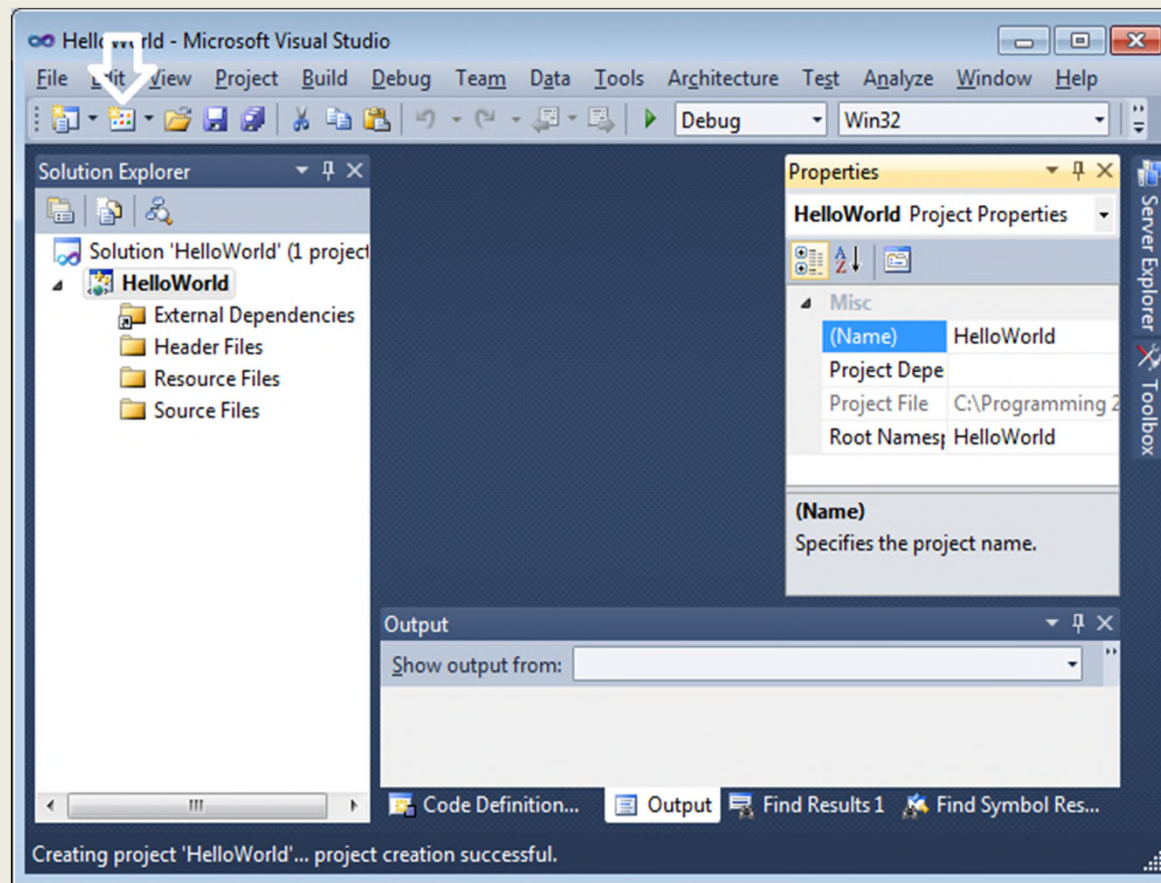 HelloWorld - Microsoft Visual Studio
File Edit View Project Build Debug Team Data Tools Architecture Test Analyze Window Help
Debug Win32
Solution Explorer
Solution 'HelloWorld' (1 project
HelloWorld
External Dependencies
Header Files
Resource Files
Source Files
Properties
HelloWorld Project Properties
A
Z
Misc
(Name) HelloWorld
Project Depe
Project File C:\Programming 2
Root Namesp HelloWorld
(Name)
Specifies the project name.
Server Explorer
Toolbox
Output
Show output from:
Code Definition... Output Find Results 1 Find Symbol Res...
Creating project 'HelloWorld'... project creation successful.